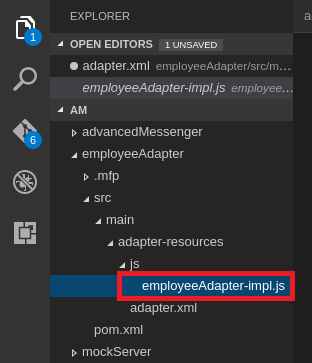 EXPLORER
a
OPEN EDITORS 1 UNSAVED
adapter.xml employeeAdapter/src/m...
employeeAdapter-impl.js employee...
AM
advancedMessenger
employeeAdapter
.mfp
src
main
adapter-resources
js
employeeAdapter-impl.js
adapter.xml
pom.xml
mockServer
1
6